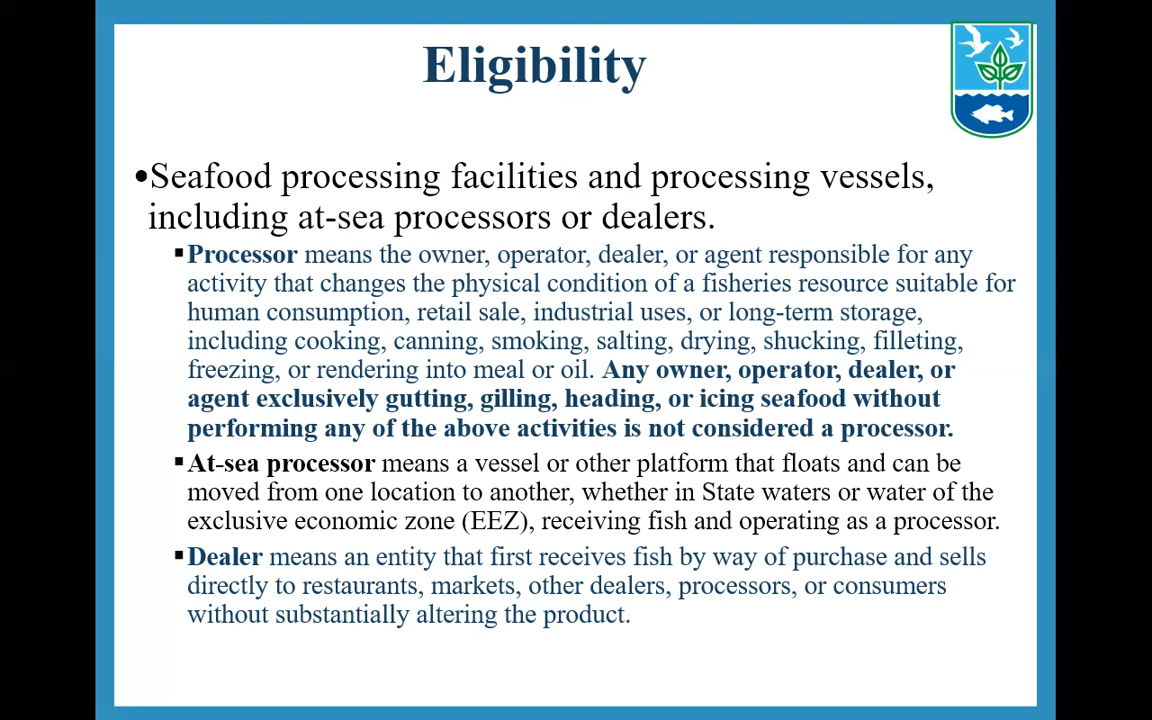 Eligibility
•Seafood processing facilities and processing vessels,
including at-sea processors or dealers.
▪Processor means the owner, operator, dealer, or agent responsible for any
activity that changes the physical condition of a fisheries resource suitable for
human consumption, retail sale, industrial uses, or long-term storage,
including cooking, canning, smoking, salting, drying, shucking, filleting,
freezing, or rendering into meal or oil. Any owner, operator, dealer, or
agent exclusively gutting, gilling, heading, or icing seafood without
performing any of the above activities is not considered a processor.
▪At-sea processor means a vessel or other platform that floats and can be
moved from one location to another, whether in State waters or water of the
exclusive economic zone (EEZ), receiving fish and operating as a processor.
▪Dealer means an entity that first receives fish by way of purchase and sells
directly to restaurants, markets, other dealers, processors, or consumers
without substantially altering the product.